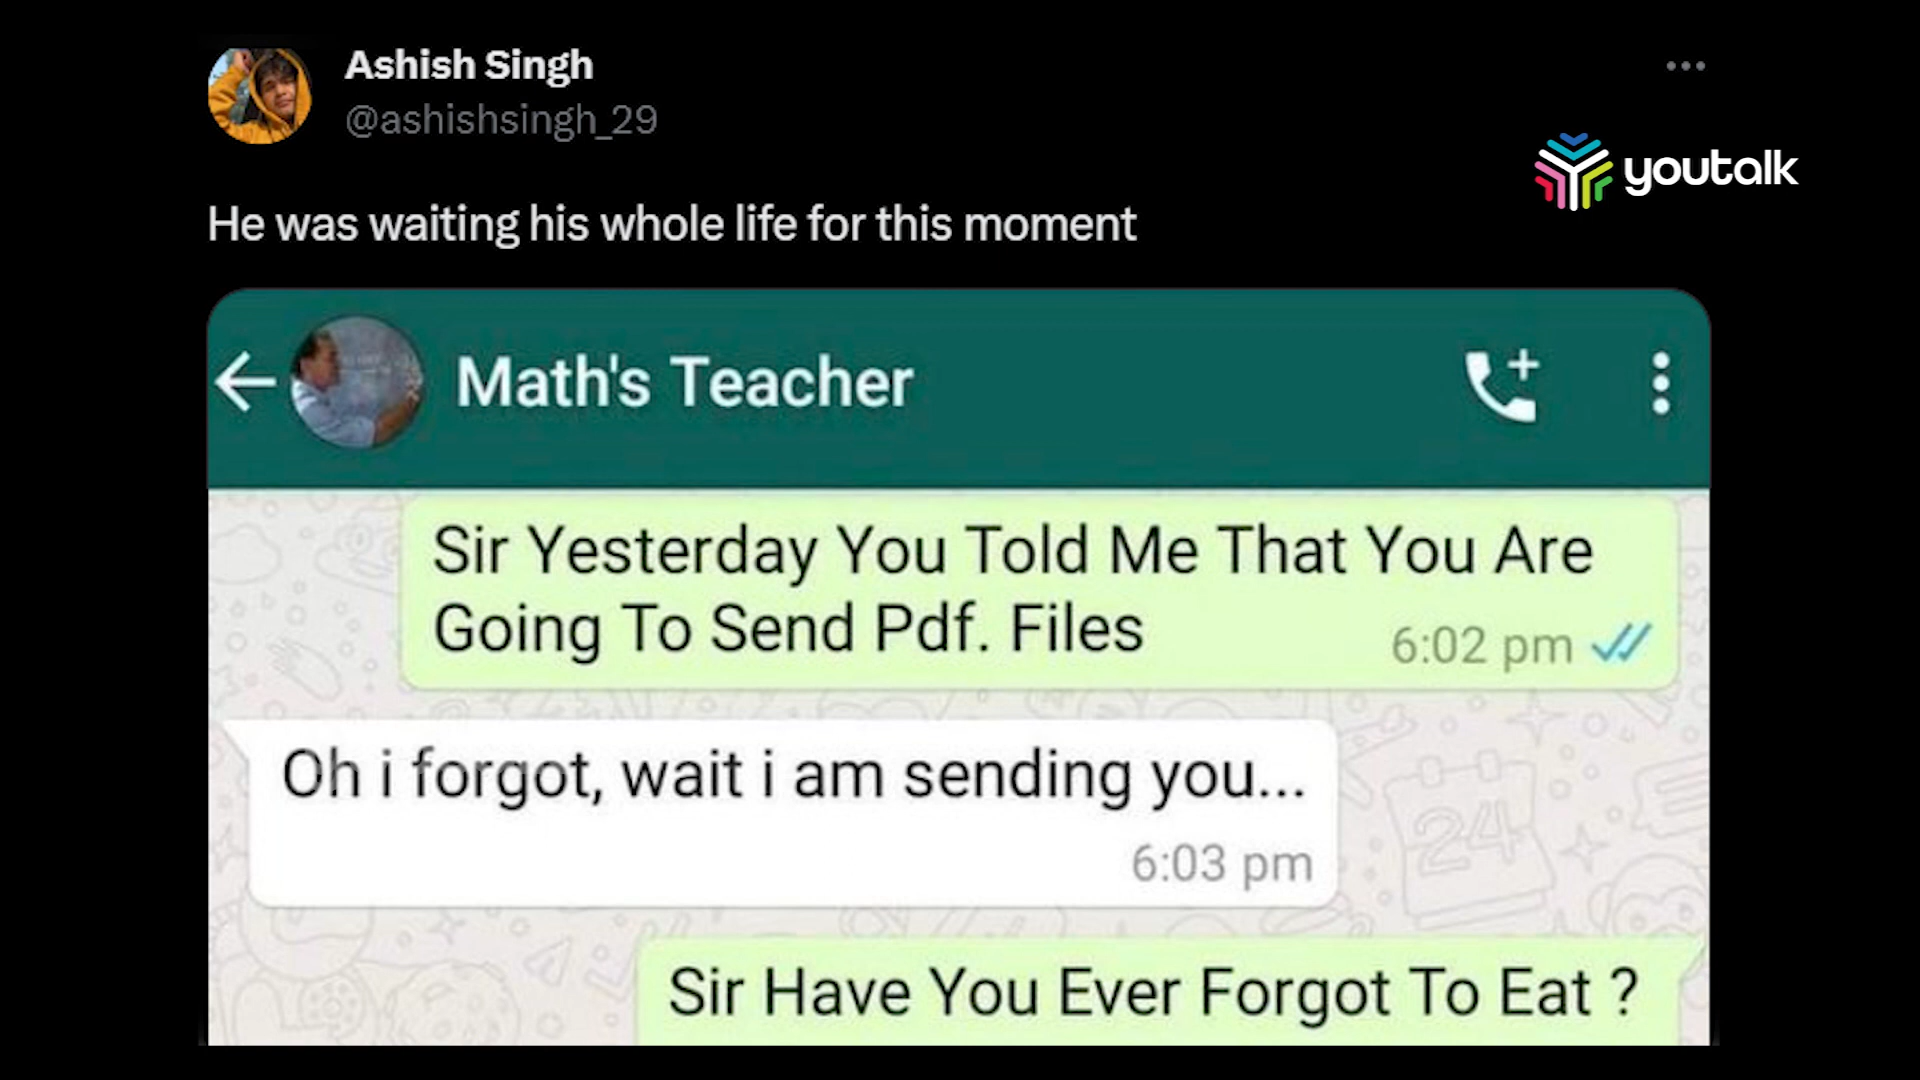 Ashish Singh
@ashishsingh_29
youtalk
He was waiting his whole life for this moment
Math's Teacher
Sir Yesterday You Told Me That You Are
Going To Send Pdf. Files
6:02 pm
Oh i forgot, wait i am sending you...
6:03 pm
Sir Have You Ever Forgot To Eat ?